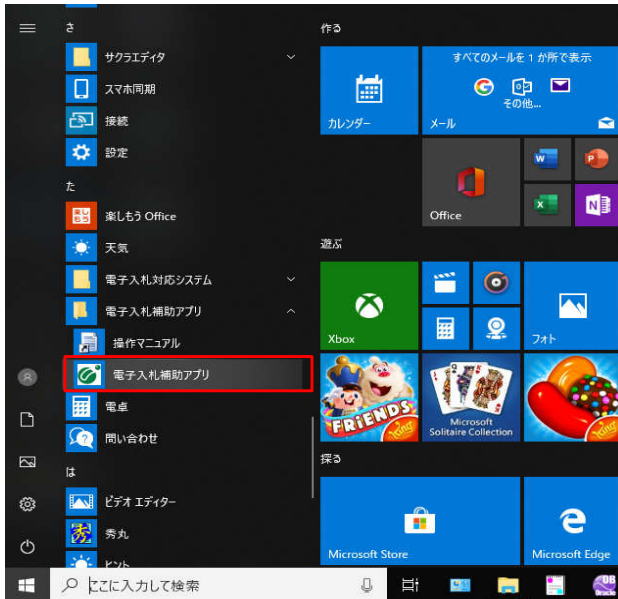 さ
サクラエディタ
スマホ同期
接続
設定
た
楽しもう Office
天気
電子入札対応システム
電子入札補助アプリ
操作マニュアル
電子入札補助アプリ
電卓
問い合わせ
は
ビデオ エディター
秀丸
ヒント
作る
カレンダー
すべてのメールを 1 か所で表示
その他...
メール
Office
遊ぶ
Xbox
フォト
FRIENDS
King
Microsoft
Solitaire Collection
King
探る
Microsoft Store
Microsoft Edge
ここに入力して検索
OB
Oracle